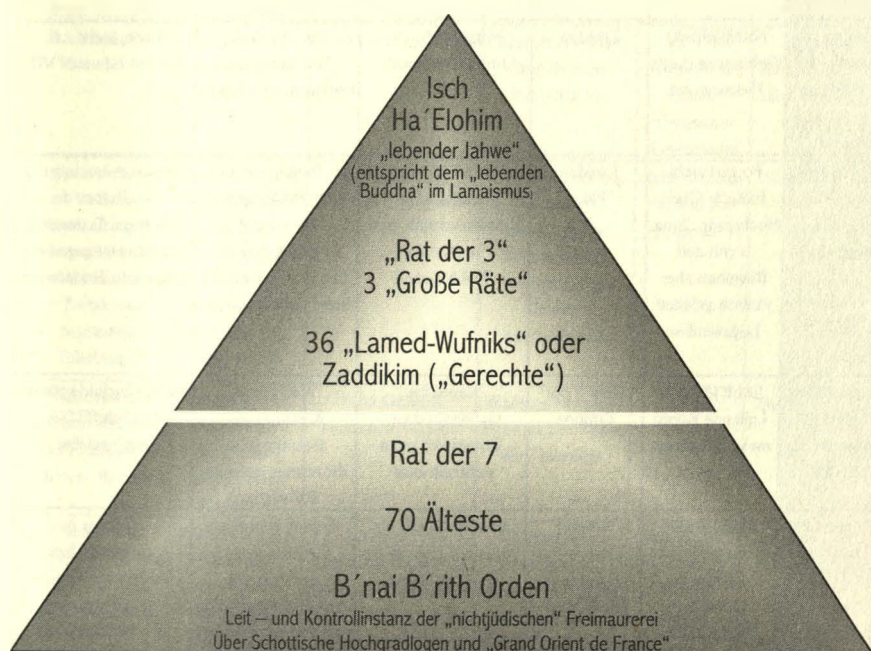 Isch
Ha´Elohim
„lebender Jahwe“
(entspricht dem „lebenden
Buddha“ im Lamaismus)
„Rat der 3“
3 „Große Räte“
36 „Lamed-Wufniks“ oder
Zaddikim („Gerechte“)
Rat der 7
70 Älteste
B´nai B´rith Orden
Leit – und Kontrollinstanz der „nichtjüdischen“ Freimaurerei
Über Schottische Hochgradlogen und „Grand Orient de France“